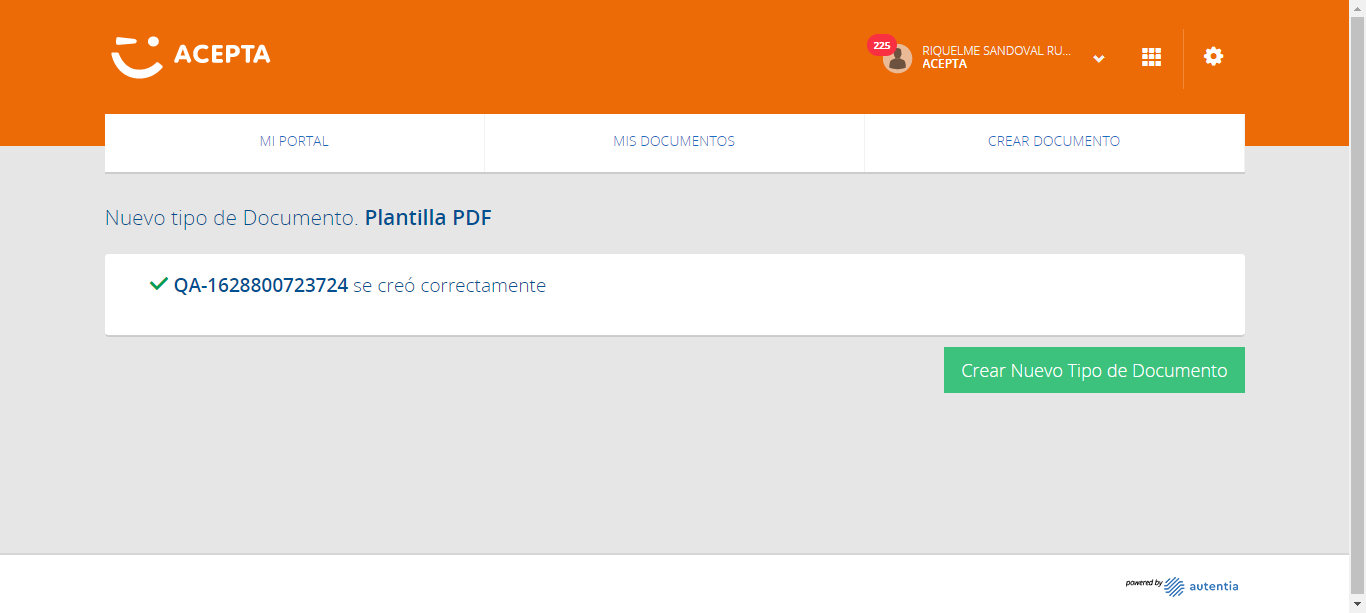 ACEPTA
225
RIQUELME SANDOVAL RU...
ACEPTA
MI PORTAL
MIS DOCUMENTOS
CREAR DOCUMENTO
Nuevo tipo de Documento. Plantilla PDF
QA-1628800723724 se creó correctamente
Crear Nuevo Tipo de Documento
powered by autentia